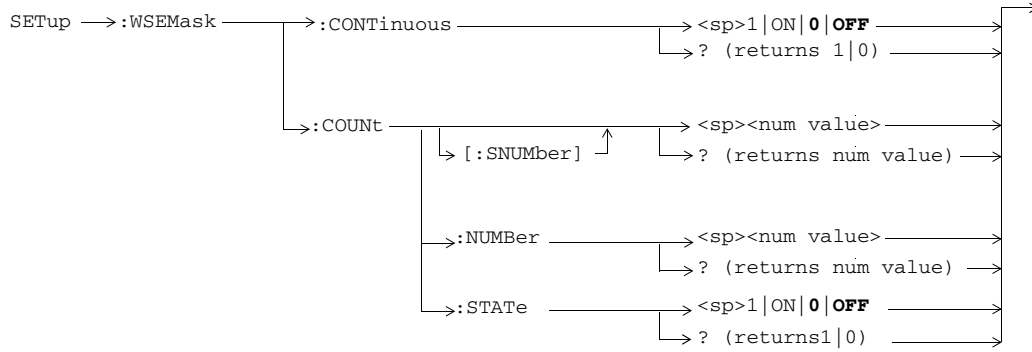 SETup :WSEMask :CONTinuous <sp>1|ON|0|OFF
? (returns 1|0)
:COUNt <sp><num value>
[:SNUMber] ? (returns num value)
:NUMBer <sp><num value>
? (returns num value)
:STATe <sp>1|ON|0|OFF
? (returns1|0)